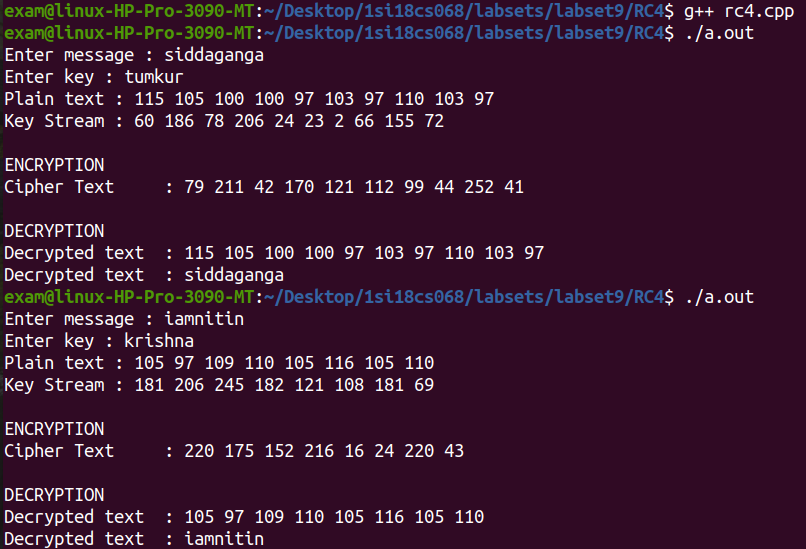 exam@linux-HP-Pro-3090-MT:~/Desktop/1si18cs068/labsets/labset9/RC4$ g++ rc4.cpp
exam@linux-HP-Pro-3090-MT:~/Desktop/1si18cs068/labsets/labset9/RC4$ ./a.out
Enter message : siddaganga
Enter key : tumkur
Plain text : 115 105 100 100 97 103 97 110 103 97
Key Stream : 60 186 78 206 24 23 2 66 155 72
ENCRYPTION
Cipher Text     : 79 211 42 170 121 112 99 44 252 41
DECRYPTION
Decrypted text  : 115 105 100 100 97 103 97 110 103 97
Decrypted text  : siddaganga
exam@linux-HP-Pro-3090-MT:~/Desktop/1si18cs068/labsets/labset9/RC4$ ./a.out
Enter message : iamnitin
Enter key : krishna
Plain text : 105 97 109 110 105 116 105 110
Key Stream : 181 206 245 182 121 108 181 69
ENCRYPTION
Cipher Text     : 220 175 152 216 16 24 220 43
DECRYPTION
Decrypted text  : 105 97 109 110 105 116 105 110
Decrypted text  : iamnitin